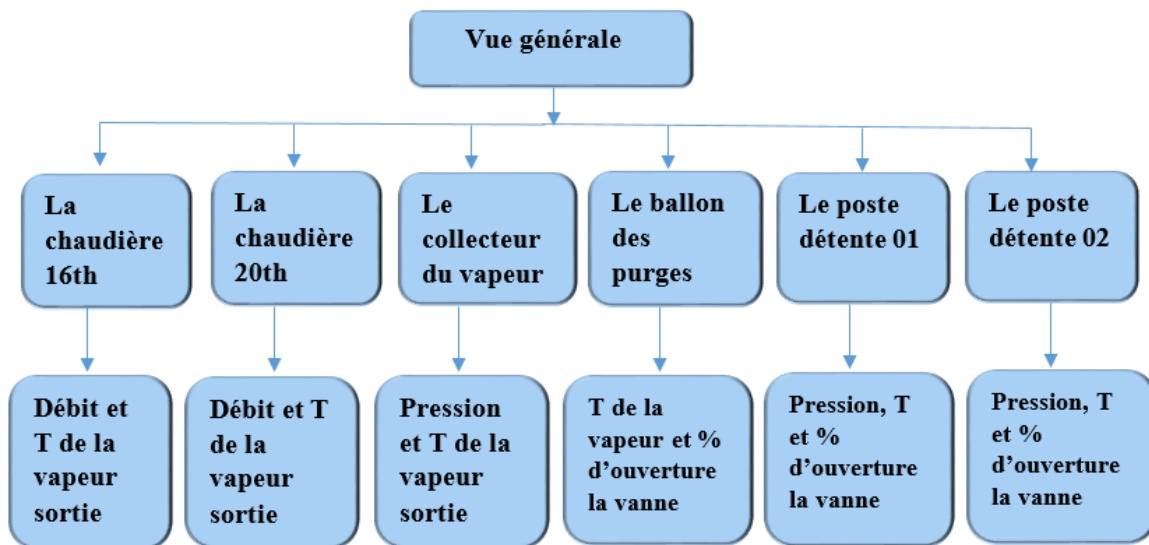 Vue générale
La
chaudière
16th
La
chaudière
20th
Le
collecteur
du vapeur
Le ballon
des
purges
Le poste
détente 01
Le poste
détente 02
Débit et
T de la
vapeur
sortie
Débit et T
de la
vapeur
sortie
Pression
et T de la
vapeur
sortie
T de la
vapeur et %
d’ouverture
la vanne
Pression, T
et %
d’ouverture
la vanne
Pression, T
et %
d’ouverture
la vanne